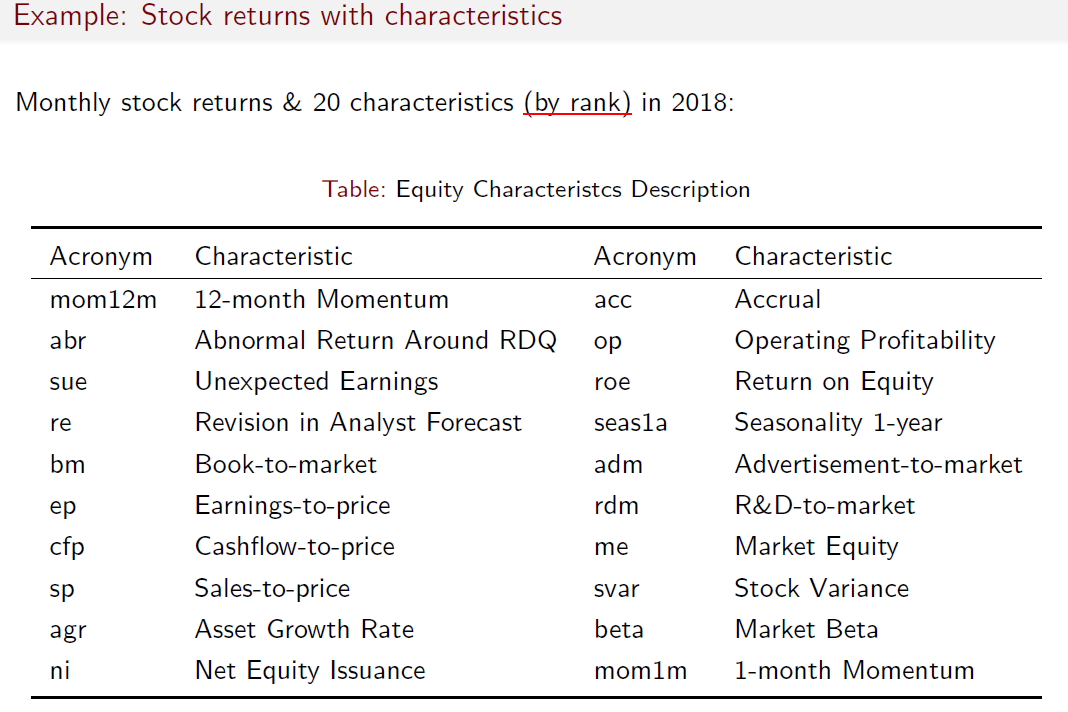 Example: Stock returns with characteristics
Monthly stock returns & 20 characteristics (by rank) in 2018:
Table: Equity Characteristcs Description
Acronym Characteristic Acronym Characteristic
mom12m 12-month Momentum acc Accrual
abr Abnormal Return Around RDQ op Operating Profitability
sue Unexpected Earnings roe Return on Equity
re Revision in Analyst Forecast seas1a Seasonality 1-year
bm Book-to-market adm Advertisement-to-market
ep Earnings-to-price rdm R&D-to-market
cfp Cashflow-to-price me Market Equity
sp Sales-to-price svar Stock Variance
agr Asset Growth Rate beta Market Beta
ni Net Equity Issuance mom1m 1-month Momentum